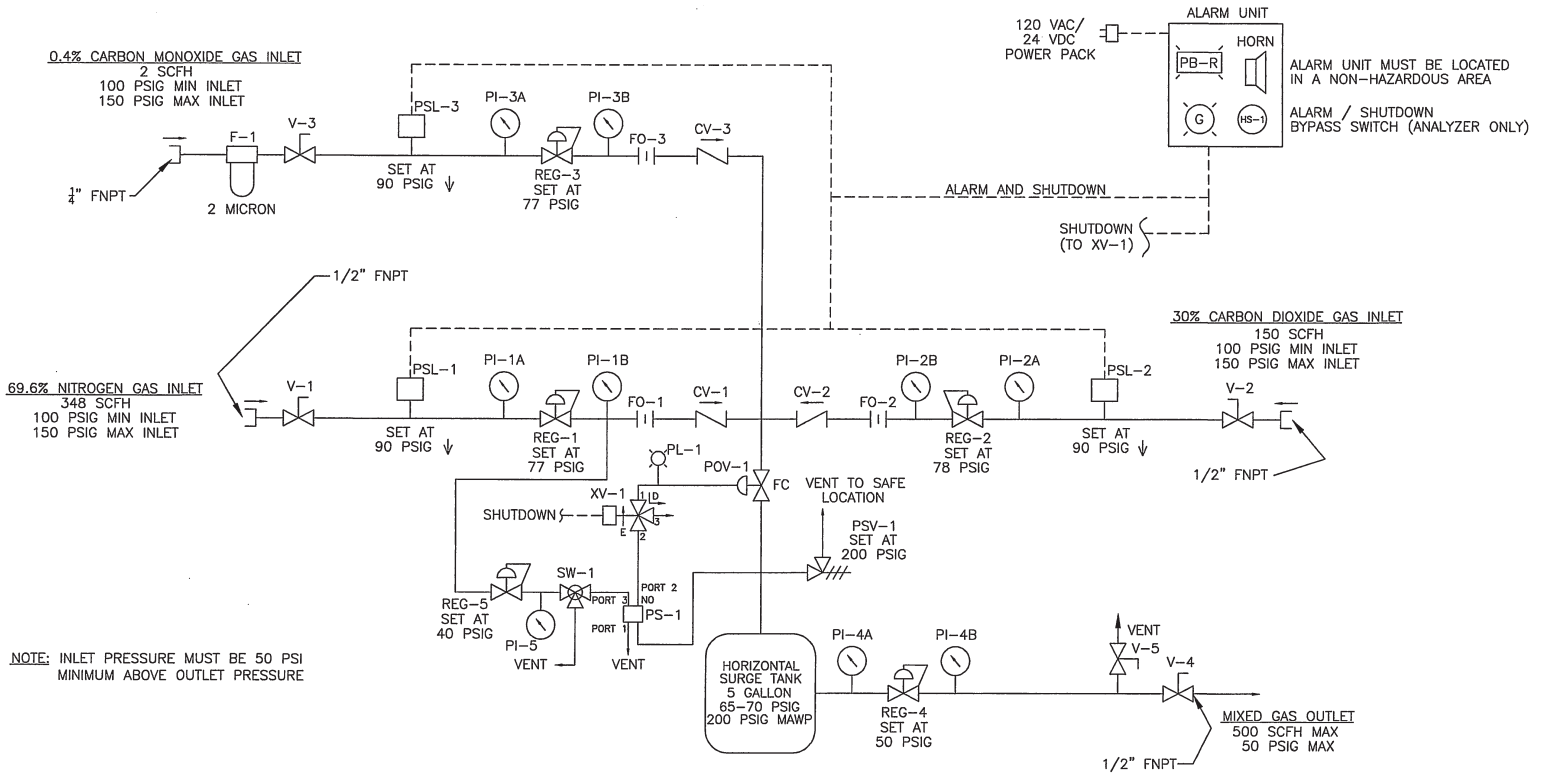 ALARM UNIT
120 VAC/
24 VDC
POWER PACK
HORN
PB-R
G
HS-1
ALARM UNIT MUST BE LOCATED
IN A NON-HAZARDOUS AREA
ALARM / SHUTDOWN
BYPASS SWITCH (ANALYZER ONLY)
0.4% CARBON MONOXIDE GAS INLET
2 SCFH
100 PSIG MIN INLET
150 PSIG MAX INLET
F-1
V-3
PSL-3
PI-3A
PI-3B
FO-3
CV-3
1/4" FNPT
2 MICRON
SET AT
90 PSIG ↓
REG-3
SET AT
77 PSIG
ALARM AND SHUTDOWN
SHUTDOWN
(TO XV-1)
1/2" FNPT
30% CARBON DIOXIDE GAS INLET
150 SCFH
100 PSIG MIN INLET
150 PSIG MAX INLET
69.6% NITROGEN GAS INLET
348 SCFH
100 PSIG MIN INLET
150 PSIG MAX INLET
V-1
PSL-1
PI-1A
PI-1B
FO-1
CV-1
CV-2
FO-2
PI-2B
PI-2A
PSL-2
V-2
SET AT
90 PSIG ↓
REG-1
SET AT
77 PSIG
REG-2
SET AT
78 PSIG
SET AT
90 PSIG ↓
1/2" FNPT
PL-1
POV-1
FC
XV-1
1
D
3
E
2
SHUTDOWN
VENT TO SAFE
LOCATION
PSV-1
SET AT
200 PSIG
REG-5
SET AT
40 PSIG
PI-5
SW-1
VENT
PORT 2
NO
PORT 3
PS-1
PORT 1
VENT
NOTE: INLET PRESSURE MUST BE 50 PSI
MINIMUM ABOVE OUTLET PRESSURE
HORIZONTAL
SURGE TANK
5 GALLON
65-70 PSIG
200 PSIG MAWP
PI-4A
PI-4B
REG-4
SET AT
50 PSIG
VENT
V-5
V-4
MIXED GAS OUTLET
500 SCFH MAX
50 PSIG MAX
1/2" FNPT